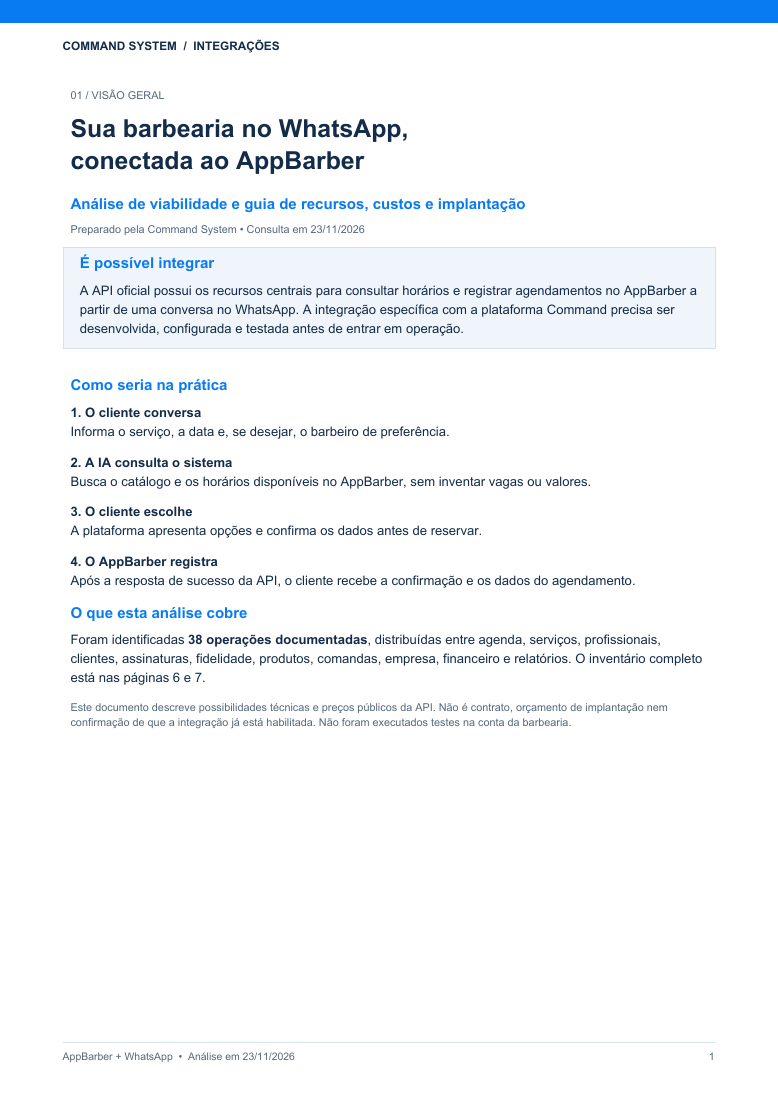 COMMAND SYSTEM / INTEGRAÇÕES
01 / VISÃO GERAL
Sua barbearia no WhatsApp,
conectada ao AppBarber
Análise de viabilidade e guia de recursos, custos e implantação
Preparado pela Command System • Consulta em 23/11/2026
É possível integrar
A API oficial possui os recursos centrais para consultar horários e registrar agendamentos no AppBarber a
partir de uma conversa no WhatsApp. A integração específica com a plataforma Command precisa ser
desenvolvida, configurada e testada antes de entrar em operação.
Como seria na prática
1. O cliente conversa
Informa o serviço, a data e, se desejar, o barbeiro de preferência.
2. A IA consulta o sistema
Busca o catálogo e os horários disponíveis no AppBarber, sem inventar vagas ou valores.
3. O cliente escolhe
A plataforma apresenta opções e confirma os dados antes de reservar.
4. O AppBarber registra
Após a resposta de sucesso da API, o cliente recebe a confirmação e os dados do agendamento.
O que esta análise cobre
Foram identificadas 38 operações documentadas, distribuídas entre agenda, serviços, profissionais,
clientes, assinaturas, fidelidade, produtos, comandas, empresa, financeiro e relatórios. O inventário completo
está nas páginas 6 e 7.
Este documento descreve possibilidades técnicas e preços públicos da API. Não é contrato, orçamento de implantação nem
confirmação de que a integração já está habilitada. Não foram executados testes na conta da barbearia.
AppBarber + WhatsApp • Análise em 23/11/2026
1